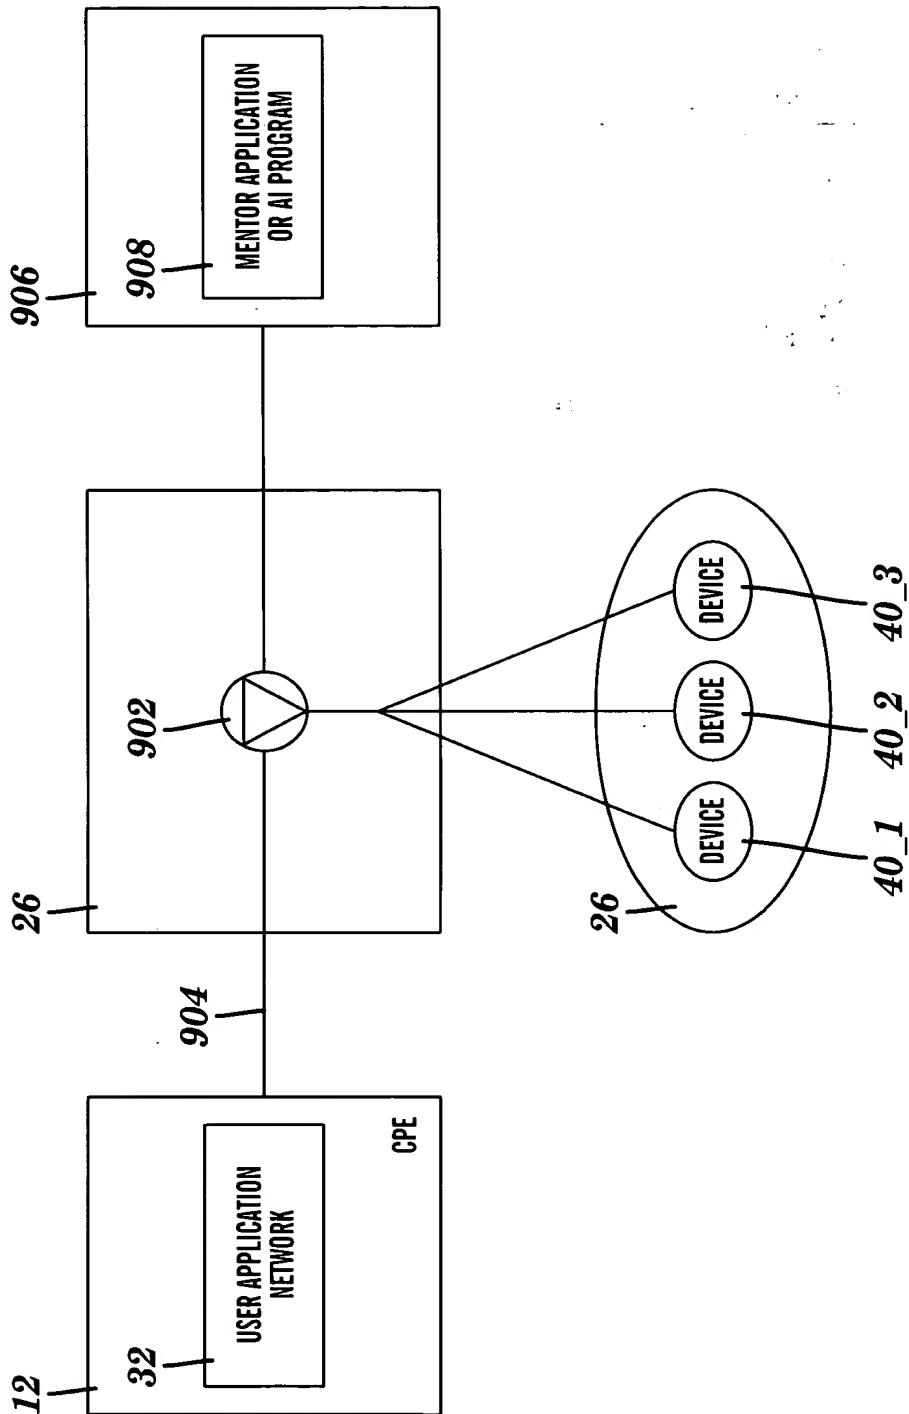 12
32
USER APPLICATION
NETWORK
CPE
904
26
902
906
908
MENTOR APPLICATION
OR AI PROGRAM
26
DEVICE
DEVICE
DEVICE
40_1
40_2
40_3